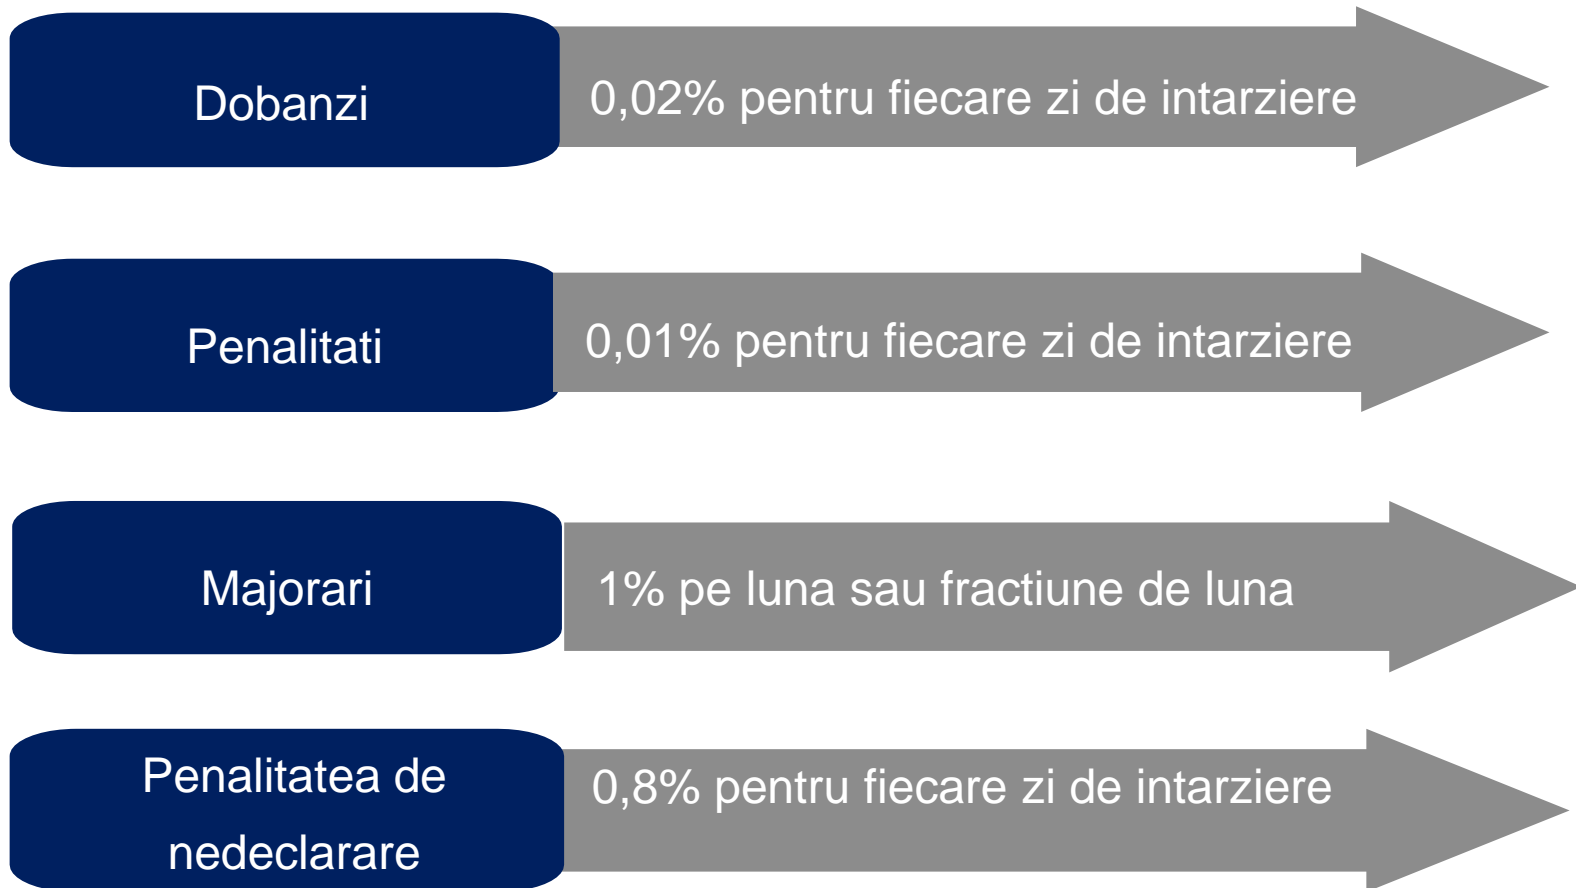 Dobanzi
0,02% pentru fiecare zi de intarziere
Penalitati
0,01% pentru fiecare zi de intarziere
Majorari
1% pe luna sau fractiune de luna
Penalitatea de
nedeclarare
0,8% pentru fiecare zi de intarziere